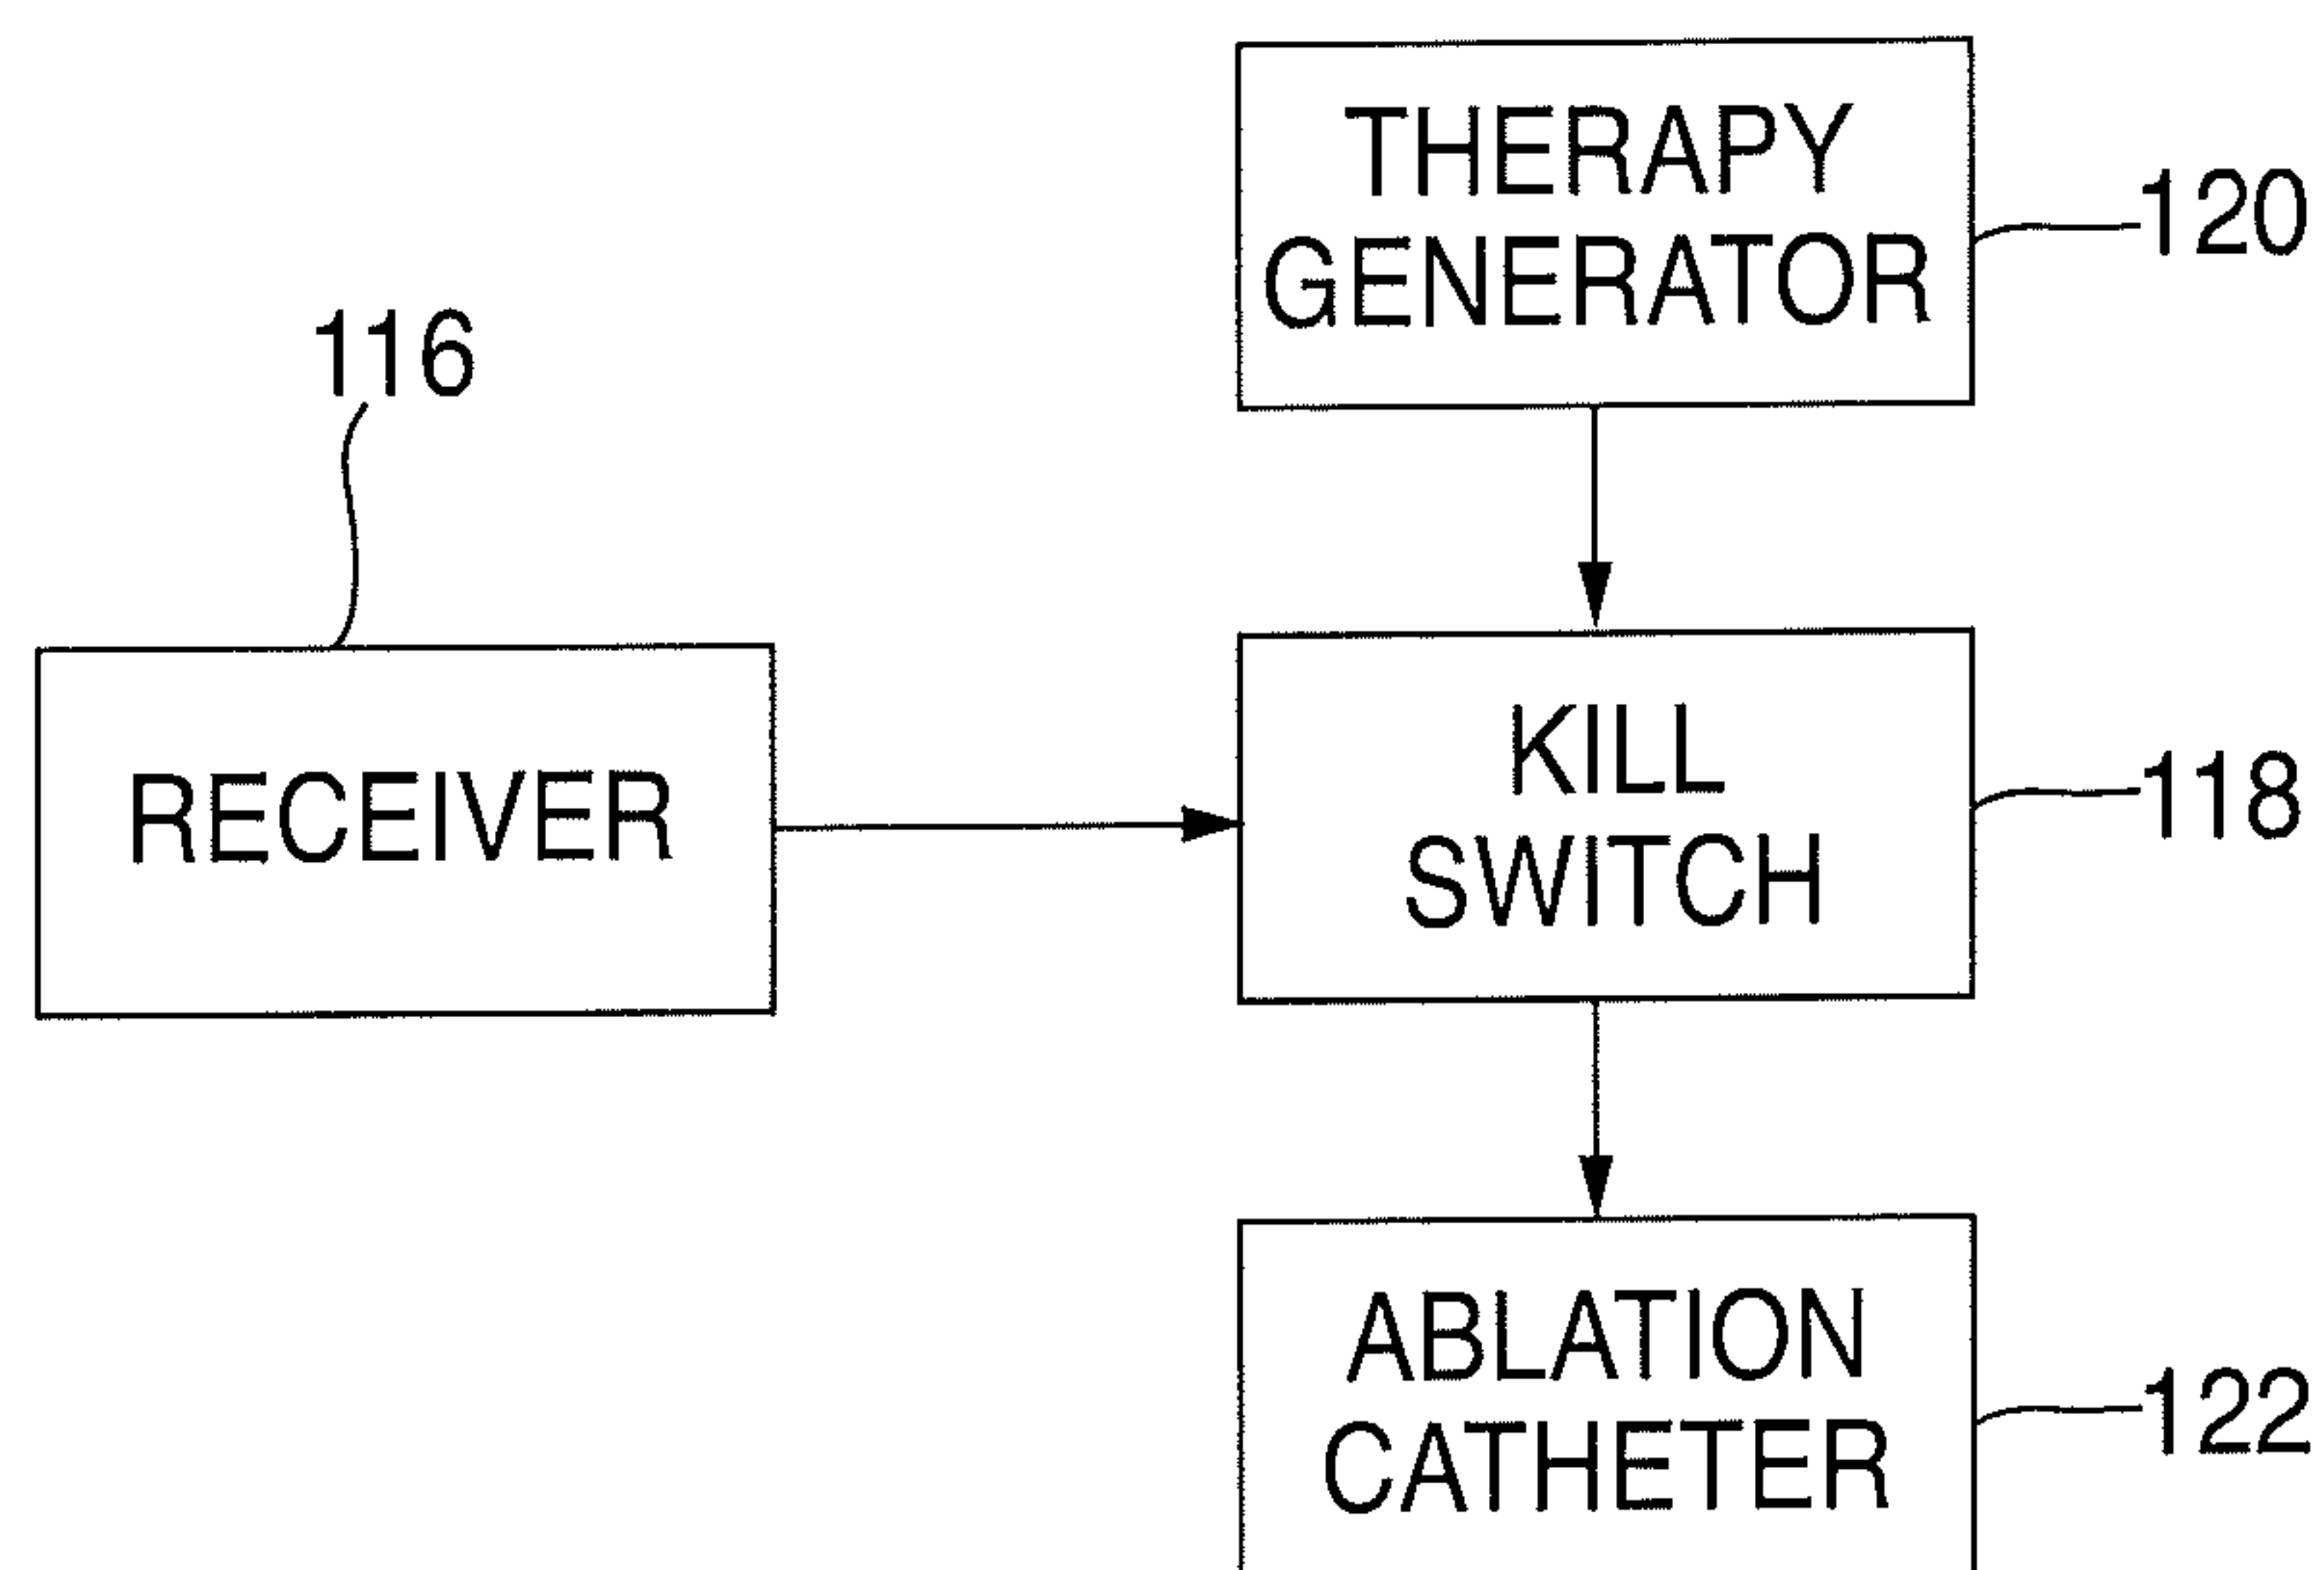 THERAPY
GENERATOR
120
116
RECEIVER
KILL
SWITCH
118
ABLATION
CATHETER
122